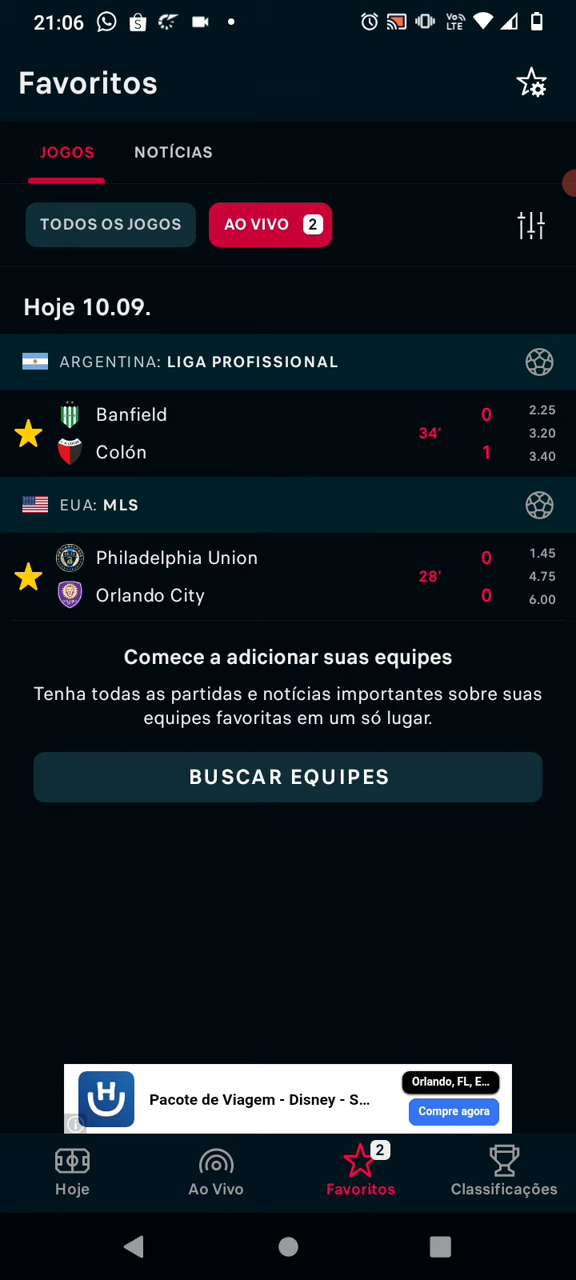 21:06
Vo)) LTE
Favoritos
JOGOS NOTÍCIAS
TODOS OS JOGOS AO VIVO 2
Hoje 10.09.
ARGENTINA: LIGA PROFISSIONAL
Banfield 0 2.25
34' 3.20
Colón 1 3.40
EUA: MLS
Philadelphia Union 0 1.45
28' 4.75
Orlando City 0 6.00
Comece a adicionar suas equipes
Tenha todas as partidas e notícias importantes sobre suas
equipes favoritas em um só lugar.
BUSCAR EQUIPES
Orlando, FL, E...
Pacote de Viagem - Disney - S...
Compre agora
2
Hoje Ao Vivo Favoritos Classificações